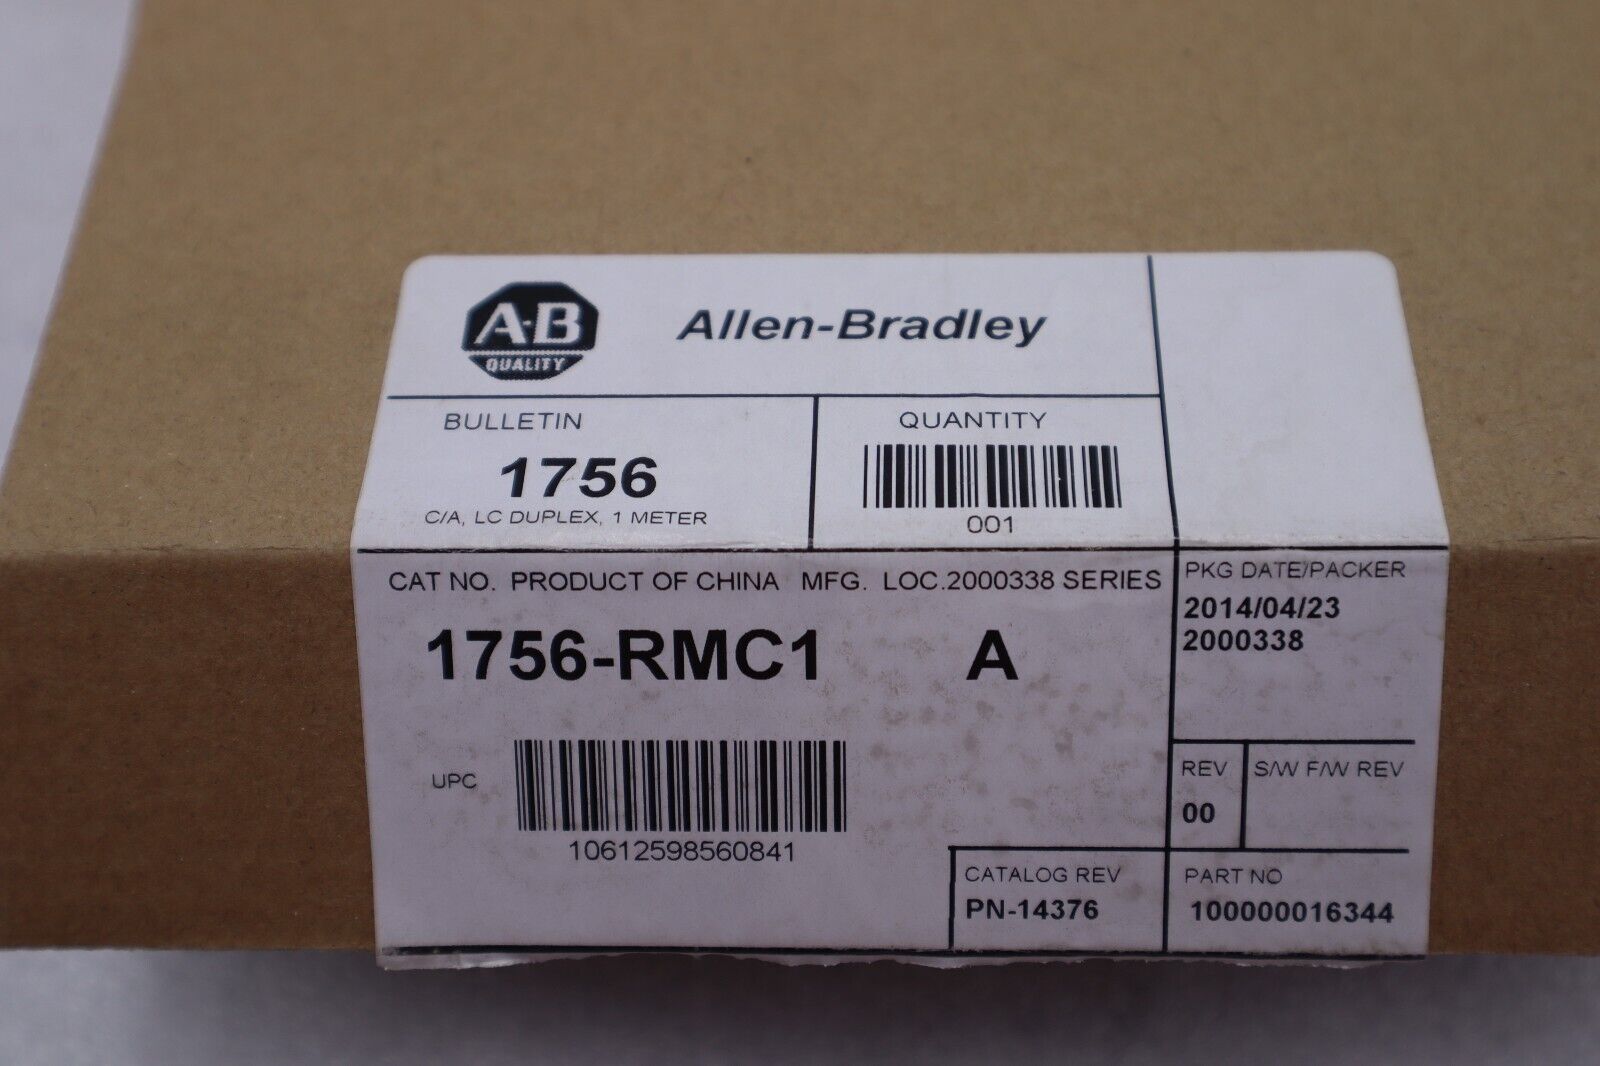 A-B
QUALITY
Allen-Bradley
BULLETIN
1756
C/A, LC DUPLEX, 1 METER
QUANTITY
001
CAT NO. PRODUCT OF CHINA MFG. LOC.2000338 SERIES
1756-RMC1 A
PKG DATE/PACKER
2014/04/23
2000338
UPC
10612598560841
REV
00
S/W F/W REV
CATALOG REV
PN-14376
PART NO
100000016344